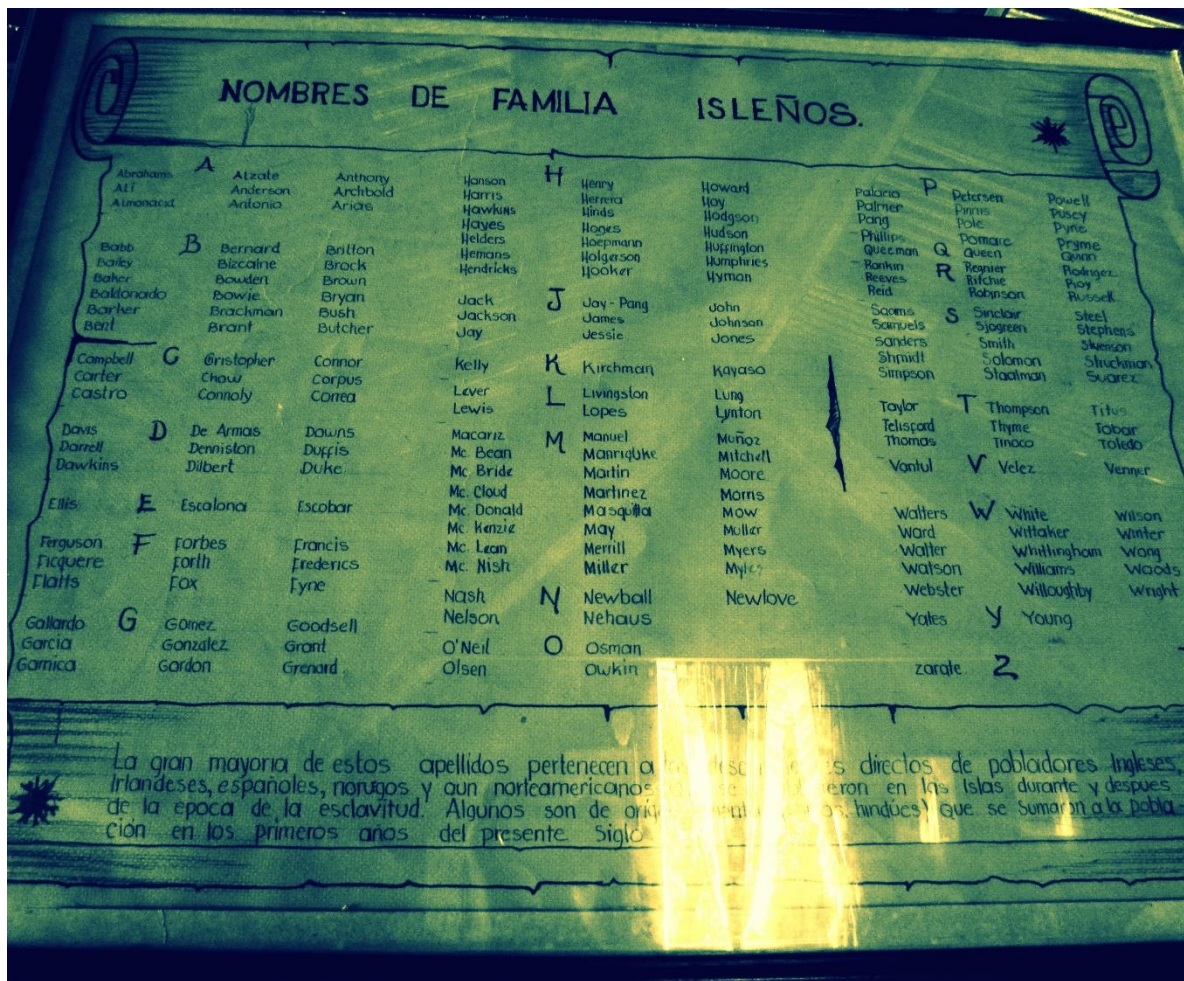 NOMBRES DE FAMILIA ISLEÑOS.
A
Abrahams Alzate Anthony
Ali Anderson Archbold
Almonacid Antonio Arias
B
Babb Bernard Britton
Bailey Bizcaine Brock
Baker Bowden Brown
Baldonado Bowie Bryan
Barker Brachman Bush
Bent Brant Butcher
C
Campbell Cristopher Connor
Carter Chow Corpus
Castro Connoly Correa
D
Davis De Armas Downs
Darrell Denniston Duffis
Dawkins Dilbert Duke
E
Ellis Escalona Escobar
F
Ferguson Forbes Francis
Ficquere Forth Frederics
Flatts Fox Fyne
G
Gallardo Gómez Goodsell
Garcia González Grant
Garnica Gordon Grenard
H
Hanson Henry Howard
Harris Herrera Hoy
Hawkins Hinds Hodgson
Hayes Hudson
Helders Hoepmann Huffington
Hemans Holgerson Humphries
Hendricks Hooker Hyman
J
Jack Jay-Pang John
Jackson James Johnson
Jay Jessie Jones
K
Kelly Kirchman Kayaso
L
Lever Livingston Lung
Lewis Lopes Lynton
M
Macariz Manuel Muñoz
Mc. Bean Mitchell
Mc. Bride Martin Moore
Mc. Cloud Martinez Morris
Mc. Donald Masquita Mow
Mc. Kenzie May Muller
Mc. Lean Merrill Myers
Mc. Nish Miller Myles
N
Nash Newball Newlove
Nelson Nehaus
O
O'Neil Osman
Olsen Owkin
P
Palacio Petersen Powell
Palmer Pinnis Pusey
Pang Pole Pyne
Phillips Pomare Pryme
Q
Queeman Queen Quinn
R
Rankin Regnier Rodrigez
Reeves Ritchie Rioy
Reid Robinson Russell
S
Saams Sinclair Steel
Samuels Sjogreen Stephens
Sanders Smith Stvenson
Shmidt Solomon Struckman
Simpson Staalman Suarez
T
Taylor Thompson Titus
Telisford Thyme Tobar
Thomas Tinoco Toledo
V
Vantul Velez Venner
W
Walters White Wilson
Ward Wittaker Winter
Walter Whittingham Wong
Watson Williams Woods
Webster Willoughby Wright
Y
Yates Young
Z
zarate
La gran mayoria de estos apellidos pertenecen a directos de pobladores Ingleses,
Irlandeses, españoles, norugos y aun norteamericanos en las Islas durante y despues
de la epoca de la esclavitud. Algunos son de hindúes) que se sumaron a la pobla-
ción en los primeros años del presente Siglo